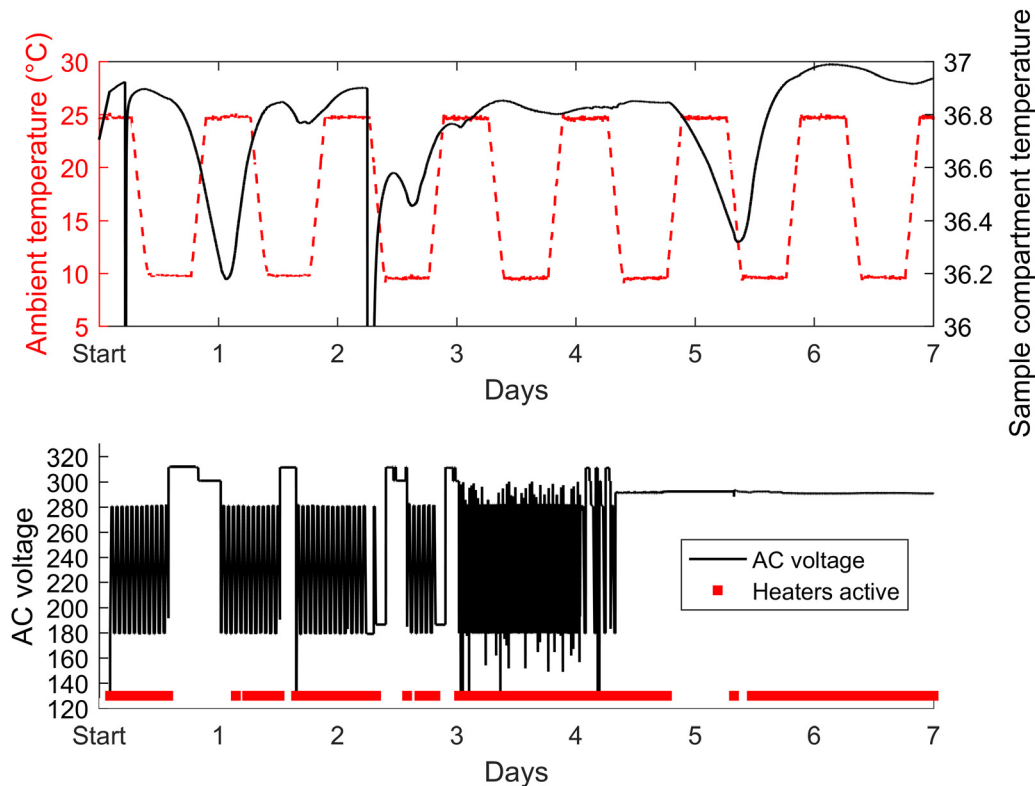 Ambient temperature (°C)
30
25
20
15
10
5
Sample compartment temperature
37
36.8
36.6
36.4
36.2
36
Start 1 2 3 4 5 6 7
Days
AC voltage
320
300
280
260
240
220
200
180
160
140
120
AC voltage
Heaters active
Start 1 2 3 4 5 6 7
Days